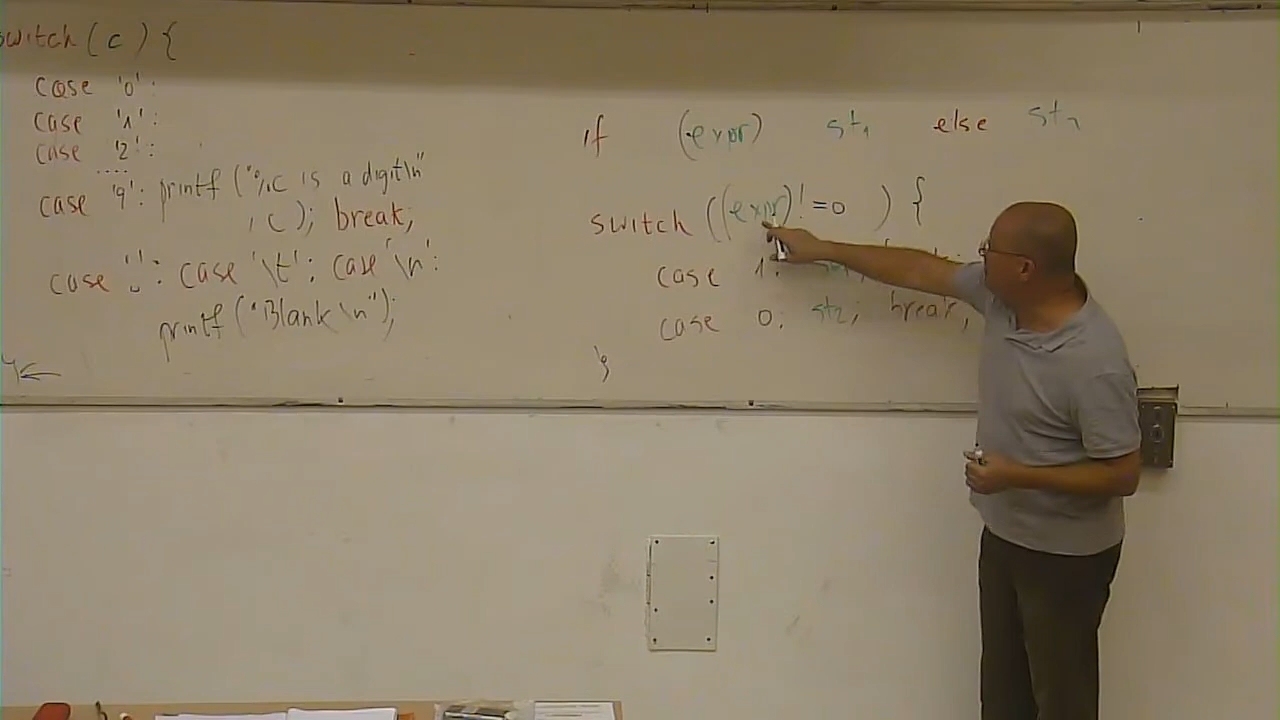 switch (c) {
case '0':
case '1':
case '2':
....
case '9': printf ("%c is a digit\n"
, c); break;
case '␣': case '\t'; case '\n':
printf ("Blank\n");
}
if (expr) st1 else st2
switch ((expr) != 0 ) {
case 1:
case 0: st2; break;
}